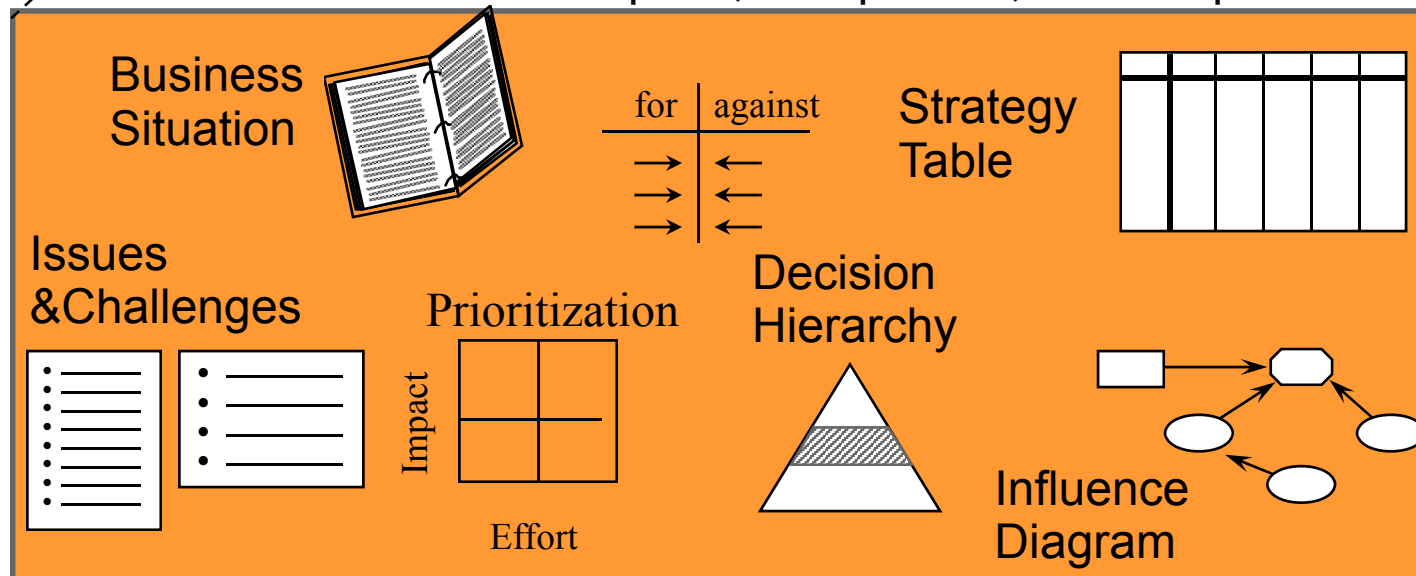 Business
Situation
for against
Strategy
Table
Issues
&Challenges
Prioritization
Impact
Effort
Decision
Hierarchy
Influence
Diagram